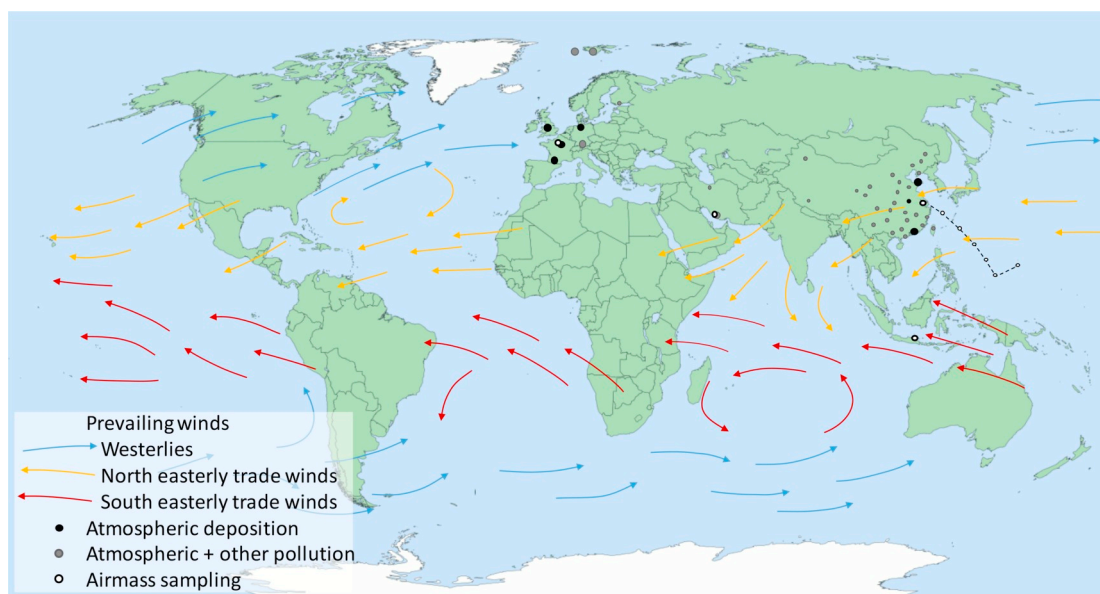 Prevailing winds
Westerlies
North easterly trade winds
South easterly trade winds
Atmospheric deposition
Atmospheric + other pollution
Airmass sampling